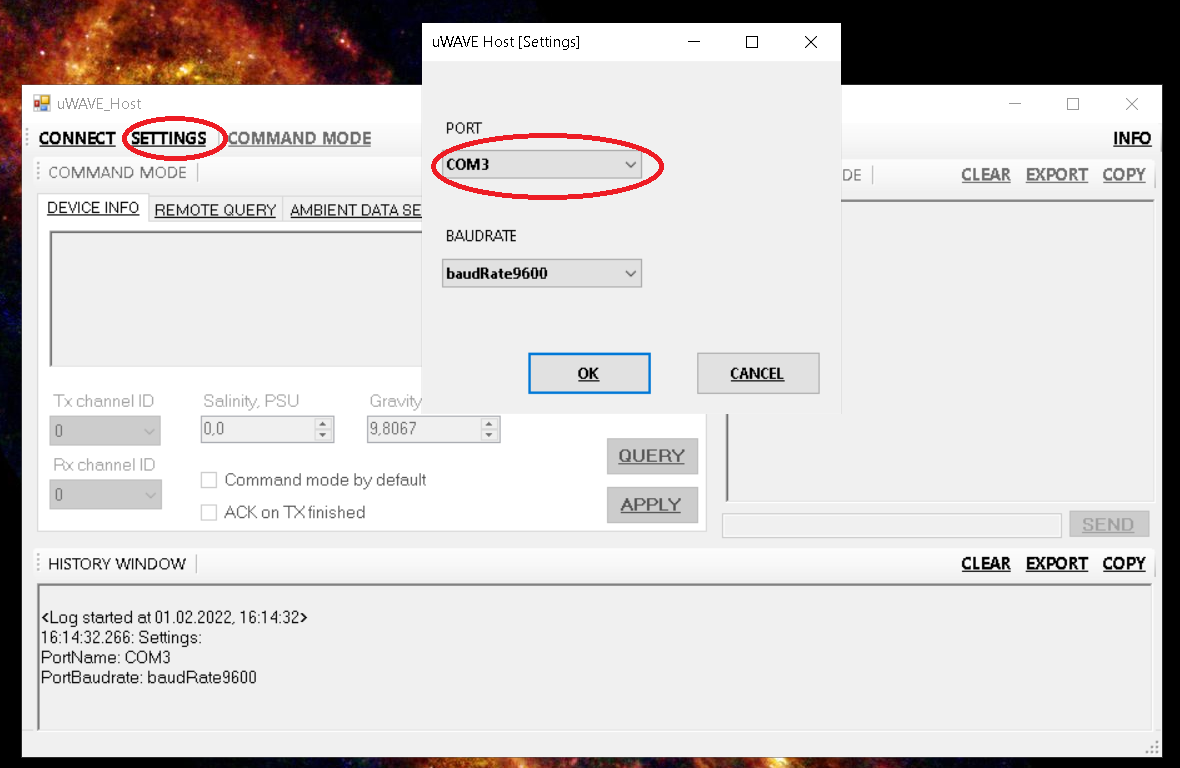 uWAVE Host [Settings]
PORT
COM3
BAUDRATE
baudRate9600
OK
CANCEL
uWAVE_Host
CONNECT SETTINGS COMMAND MODE INFO
COMMAND MODE DE CLEAR EXPORT COPY
DEVICE INFO REMOTE QUERY AMBIENT DATA SE
Tx channel ID Salinity, PSU Gravity
0 0,0 9,8067
Rx channel ID
0
Command mode by default
ACK on TX finished
QUERY
APPLY
SEND
HISTORY WINDOW CLEAR EXPORT COPY
<Log started at 01.02.2022, 16:14:32>
16:14:32.266: Settings:
PortName: COM3
PortBaudrate: baudRate9600